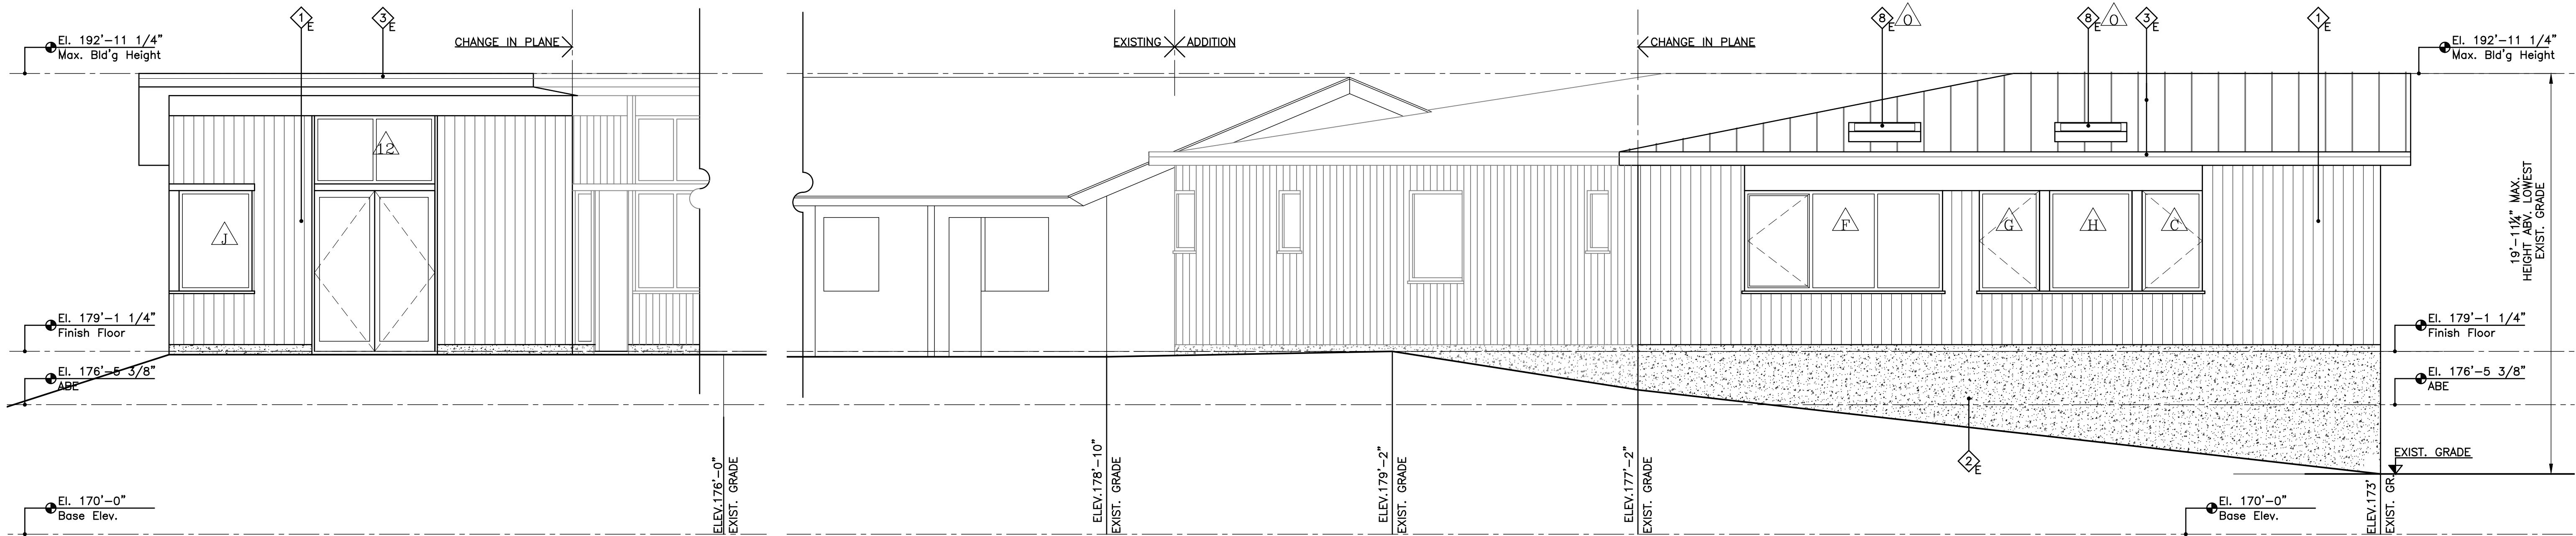 1
E
3
8
E
O
8
E
O
3
E
1
E
El. 192'-11 1/4"
Max. Bld'g Height
CHANGE IN PLANE
EXISTING
ADDITION
CHANGE IN PLANE
El. 192'-11 1/4"
Max. Bld'g Height
12
J
F
G
H
C
19'-11¼" MAX.
HEIGHT ABV. LOWEST
EXIST. GRADE
El. 179'-1 1/4"
Finish Floor
El. 179'-1 1/4"
Finish Floor
El. 176'-5 3/8"
ABE
El. 176'-5 3/8"
ABE
2
E
EXIST. GRADE
ELEV.176'-0"
EXIST. GRADE
ELEV.178'-10"
EXIST. GRADE
ELEV.179'-2"
EXIST. GRADE
ELEV.177'-2"
EXIST. GRADE
ELEV.173'
EXIST. GR.
El. 170'-0"
Base Elev.
El. 170'-0"
Base Elev.